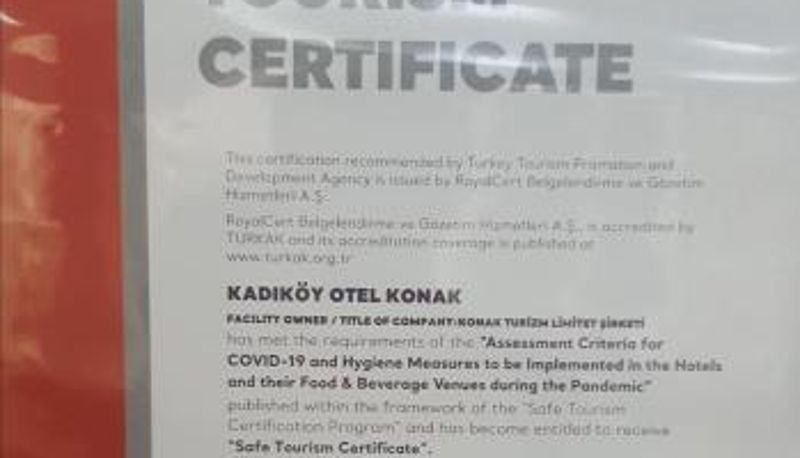 TOURISM
CERTIFICATE
This certification recommended by Turkey Tourism Promotion and
Development Agency is issued by RoyalCert Belgelendirme ve Gözetim
Hizmetleri A.Ş.
RoyalCert Belgelendirme ve Gözetim Hizmetleri A.Ş., is accredited by
TÜRKAK and its accreditation coverage is published at
www.turkak.org.tr
KADIKÖY OTEL KONAK
FACILITY OWNER / TITLE OF COMPANY:KONAK TURİZM LİMİTET ŞİRKETİ
has met the requirements of the "Assessment Criteria for
COVID-19 and Hygiene Measures to be Implemented in the Hotels
and their Food & Beverage Venues during the Pandemic"
published within the framework of the "Safe Tourism
Certification Program" and has become entitled to receive
"Safe Tourism Certificate".